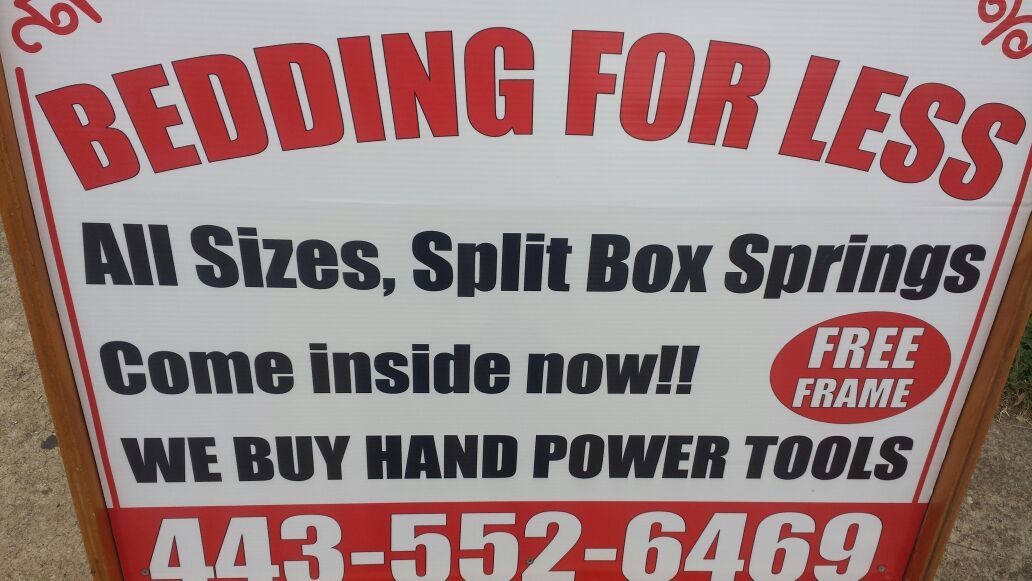 BEDDING FOR LESS
All Sizes, Split Box Springs
Come inside now!!
FREE
FRAME
WE BUY HAND POWER TOOLS
443-552-6469